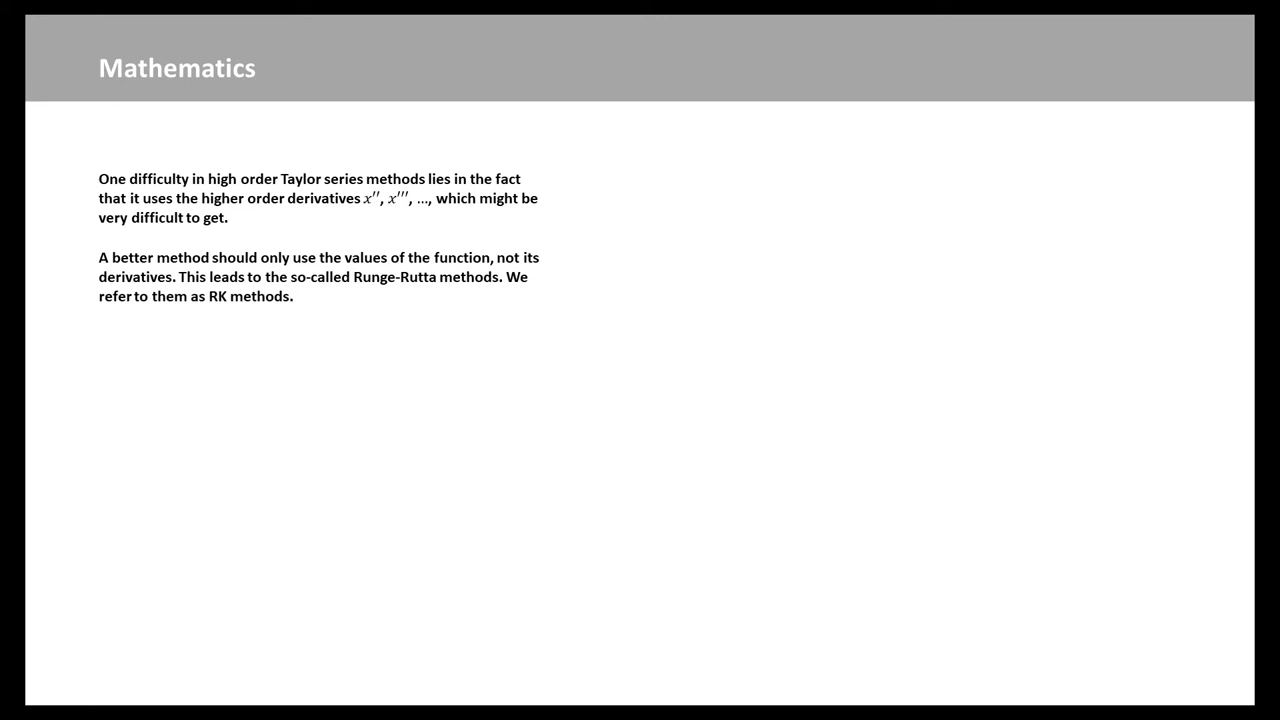 Mathematics
One difficulty in high order Taylor series methods lies in the fact
that it uses the higher order derivatives x′′, x′′′, ..., which might be
very difficult to get.
A better method should only use the values of the function, not its
derivatives. This leads to the so-called Runge-Rutta methods. We
refer to them as RK methods.